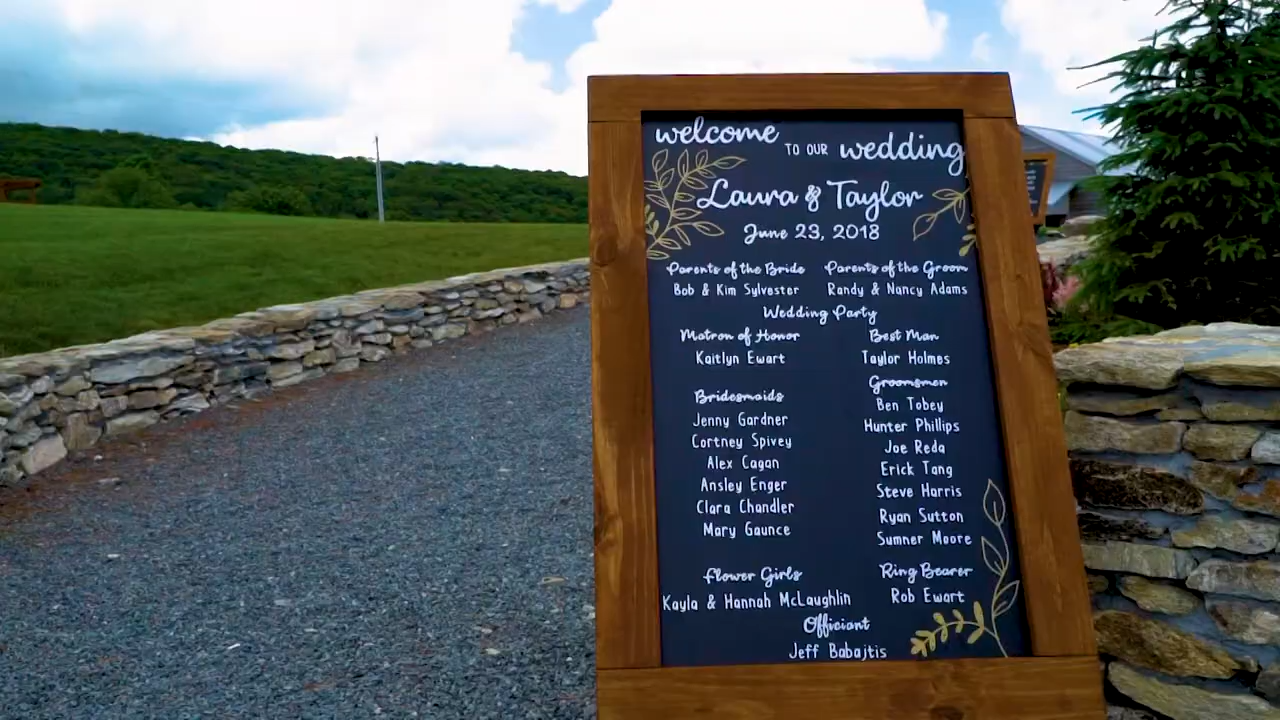 welcome TO OUR wedding
Laura & Taylor
June 23, 2018
Parents of the Bride
Bob & Kim Sylvester
Parents of the Groom
Randy & Nancy Adams
Wedding Party
Matron of Honor
Kaitlyn Ewart
Best Man
Taylor Holmes
Bridesmaids
Jenny Gardner
Cortney Spivey
Alex Cagan
Ansley Enger
Clara Chandler
Mary Gaunce
Groomsmen
Ben Tobey
Hunter Phillips
Joe Reda
Erick Tang
Steve Harris
Ryan Sutton
Sumner Moore
Flower Girls
Kayla & Hannah McLaughlin
Ring Bearer
Rob Ewart
Officiant
Jeff Babajtis